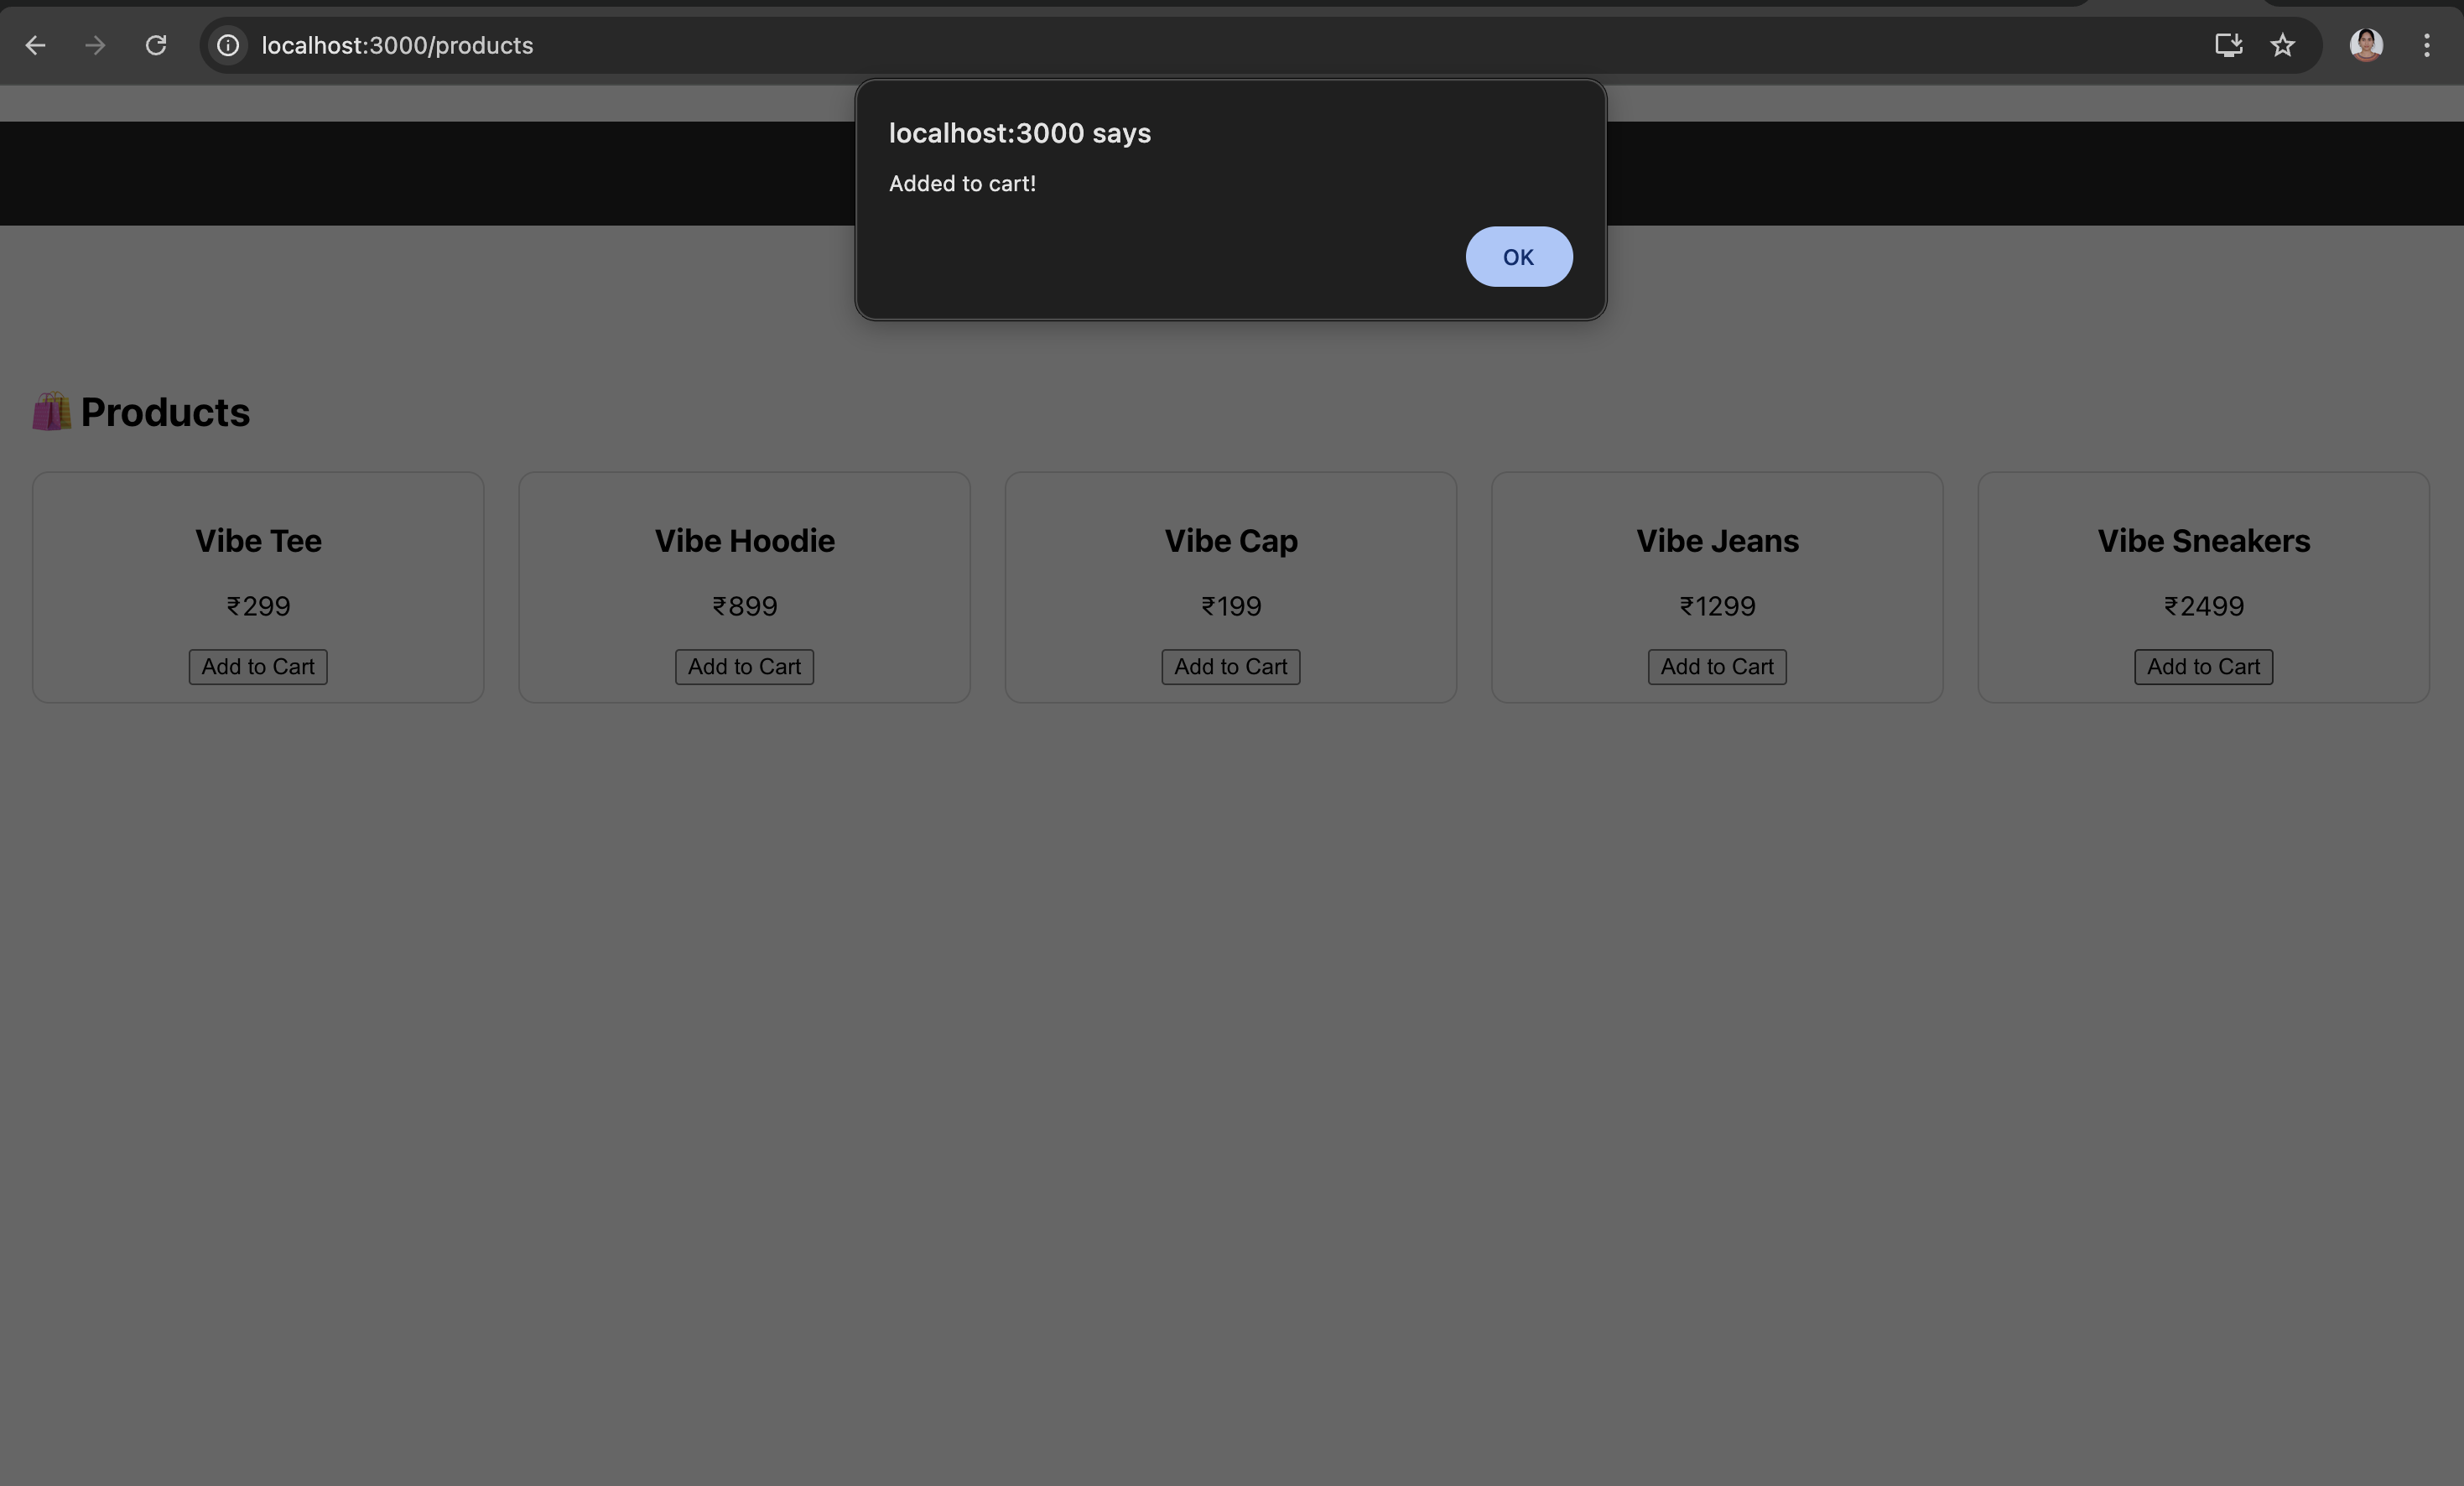 localhost:3000/products
localhost:3000 says
Added to cart!
OK
🛍️ Products
Vibe Tee
₹299
Add to Cart
Vibe Hoodie
₹899
Add to Cart
Vibe Cap
₹199
Add to Cart
Vibe Jeans
₹1299
Add to Cart
Vibe Sneakers
₹2499
Add to Cart